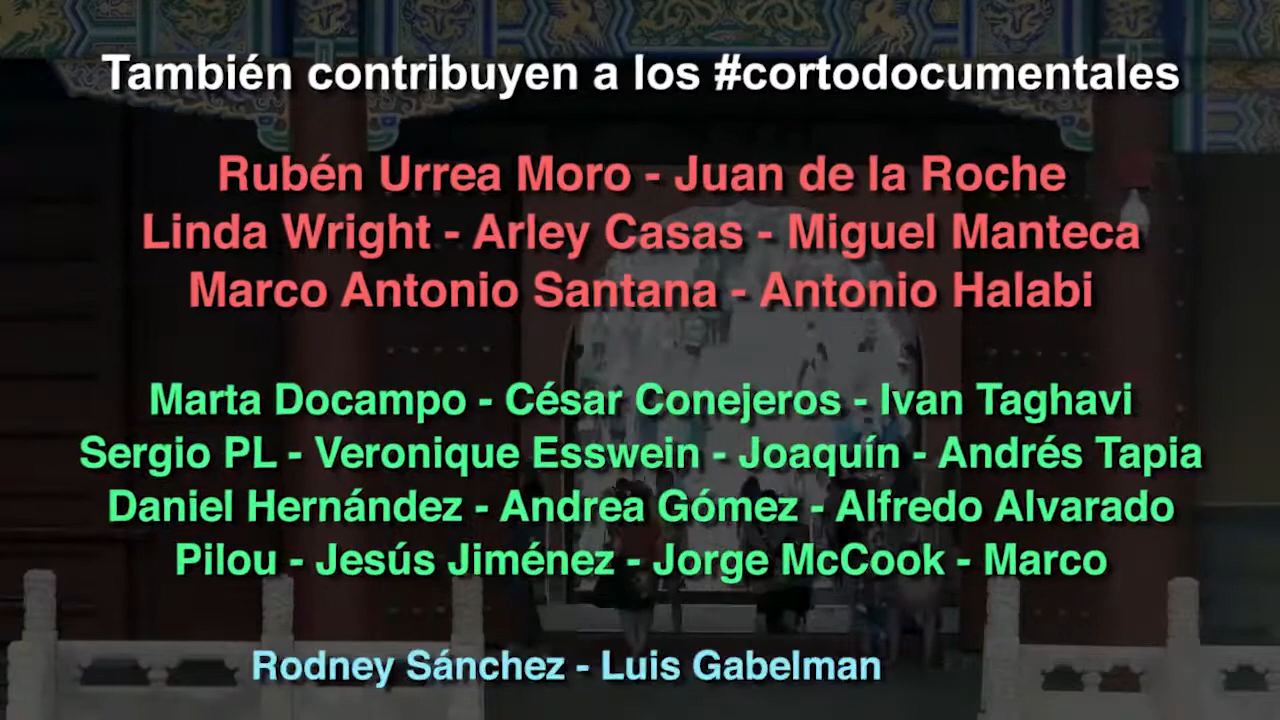 También contribuyen a los #cortodocumentales
Rubén Urrea Moro - Juan de la Roche
Linda Wright - Arley Casas - Miguel Manteca
Marco Antonio Santana - Antonio Halabi
Marta Docampo - César Conejeros - Ivan Taghavi
Sergio PL - Veronique Esswein - Joaquín - Andrés Tapia
Daniel Hernández - Andrea Gómez - Alfredo Alvarado
Pilou - Jesús Jiménez - Jorge McCook - Marco
Rodney Sánchez - Luis Gabelman